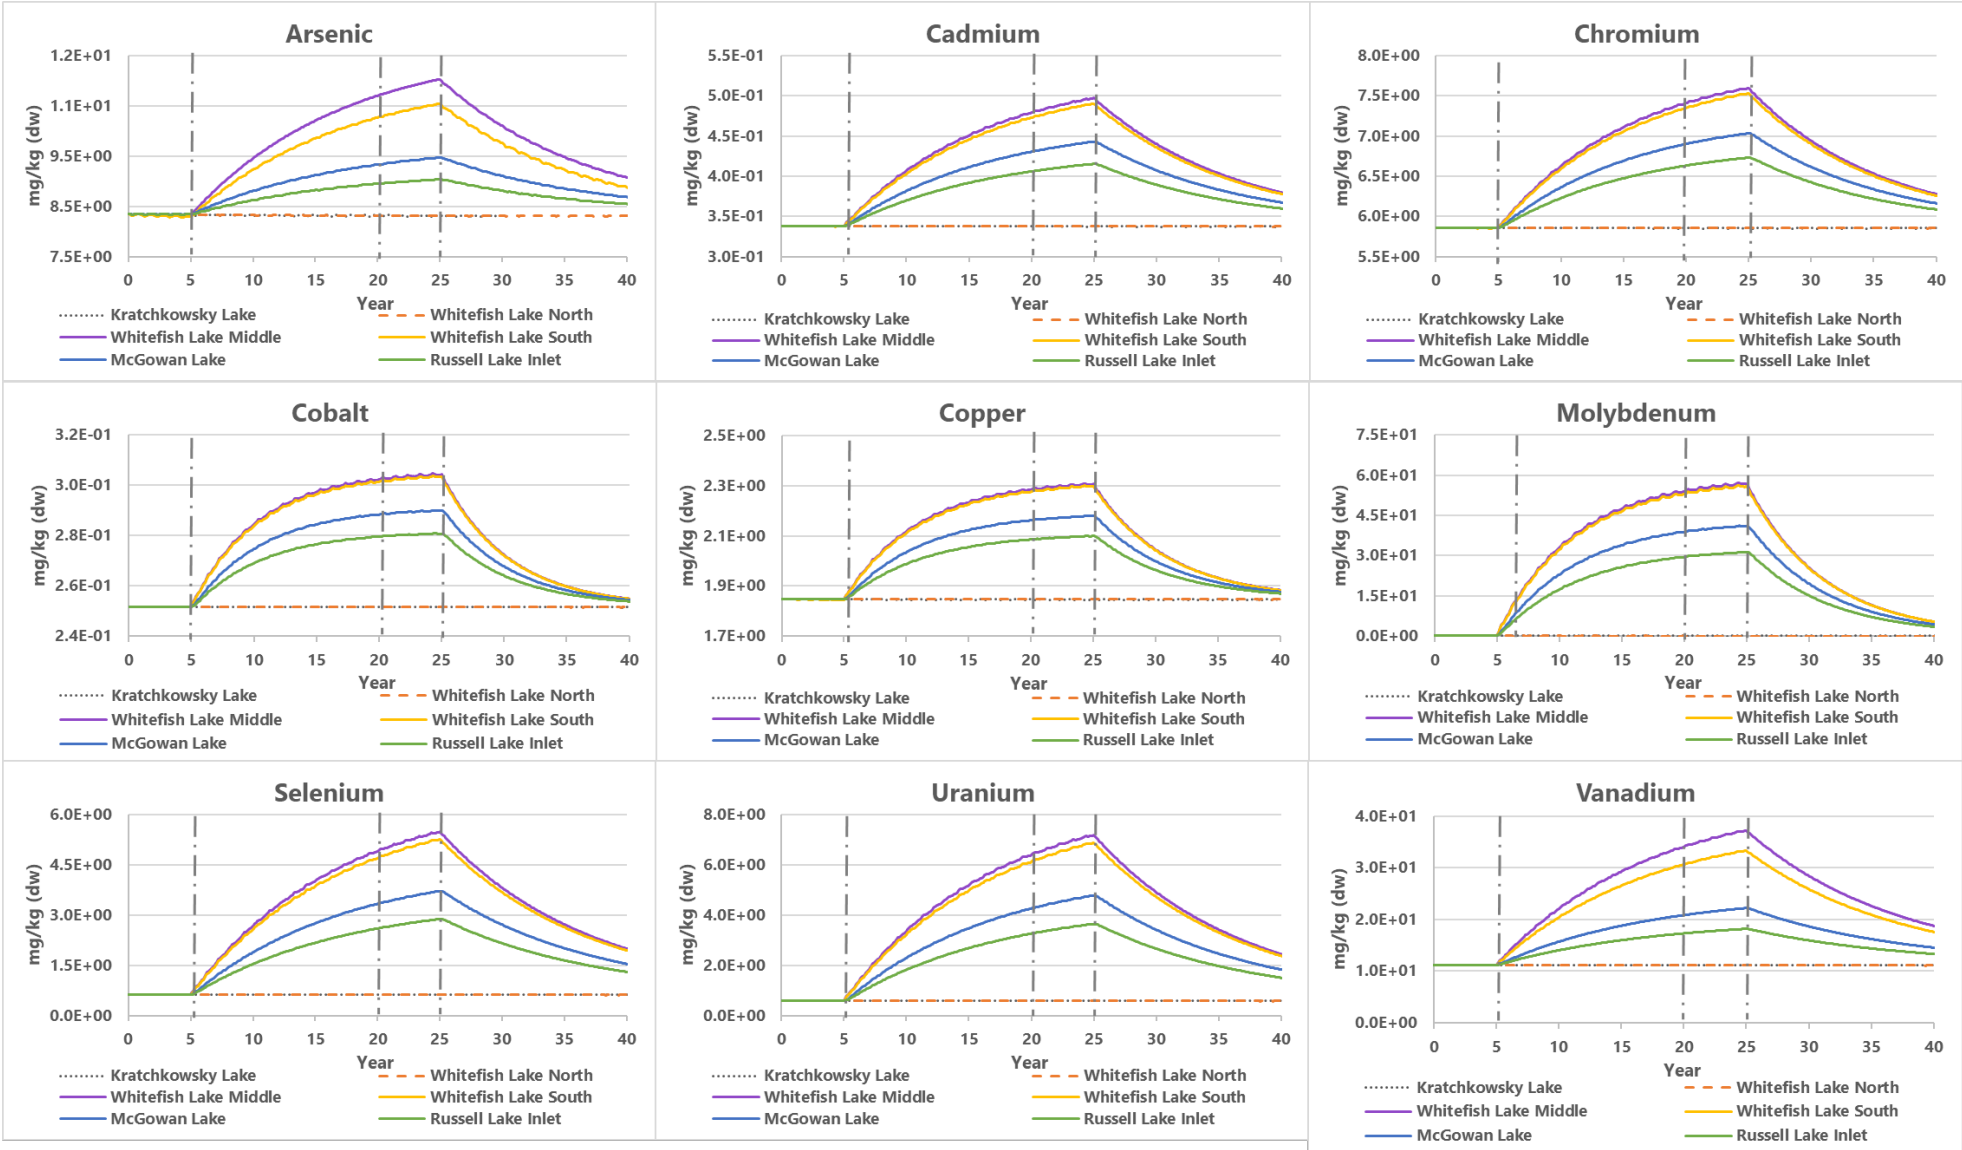 Arsenic
mg/kg (dw)
1.2E+01
1.1E+01
9.5E+00
8.5E+00
7.5E+00
0 5 10 15 20 25 30 35 40
Year
Kratchkowsky Lake Whitefish Lake North
Whitefish Lake Middle Whitefish Lake South
McGowan Lake Russell Lake Inlet
Cadmium
mg/kg (dw)
5.5E-01
5.0E-01
4.5E-01
4.0E-01
3.5E-01
3.0E-01
0 5 10 15 20 25 30 35 40
Year
Kratchkowsky Lake Whitefish Lake North
Whitefish Lake Middle Whitefish Lake South
McGowan Lake Russell Lake Inlet
Chromium
mg/kg (dw)
8.0E+00
7.5E+00
7.0E+00
6.5E+00
6.0E+00
5.5E+00
0 5 10 15 20 25 30 35 40
Year
Kratchkowsky Lake Whitefish Lake North
Whitefish Lake Middle Whitefish Lake South
McGowan Lake Russell Lake Inlet
Cobalt
mg/kg (dw)
3.2E-01
3.0E-01
2.8E-01
2.6E-01
2.4E-01
0 5 10 15 20 25 30 35 40
Year
Kratchkowsky Lake Whitefish Lake North
Whitefish Lake Middle Whitefish Lake South
McGowan Lake Russell Lake Inlet
Copper
mg/kg (dw)
2.5E+00
2.3E+00
2.1E+00
1.9E+00
1.7E+00
0 5 10 15 20 25 30 35 40
Year
Kratchkowsky Lake Whitefish Lake North
Whitefish Lake Middle Whitefish Lake South
McGowan Lake Russell Lake Inlet
Molybdenum
mg/kg (dw)
7.5E+01
6.0E+01
4.5E+01
3.0E+01
1.5E+01
0.0E+00
0 5 10 15 20 25 30 35 40
Year
Kratchkowsky Lake Whitefish Lake North
Whitefish Lake Middle Whitefish Lake South
McGowan Lake Russell Lake Inlet
Selenium
mg/kg (dw)
6.0E+00
4.5E+00
3.0E+00
1.5E+00
0.0E+00
0 5 10 15 20 25 30 35 40
Year
Kratchkowsky Lake Whitefish Lake North
Whitefish Lake Middle Whitefish Lake South
McGowan Lake Russell Lake Inlet
Uranium
mg/kg (dw)
8.0E+00
6.0E+00
4.0E+00
2.0E+00
0.0E+00
0 5 10 15 20 25 30 35 40
Year
Kratchkowsky Lake Whitefish Lake North
Whitefish Lake Middle Whitefish Lake South
McGowan Lake Russell Lake Inlet
Vanadium
mg/kg (dw)
4.0E+01
3.0E+01
2.0E+01
1.0E+01
0.0E+00
0 5 10 15 20 25 30 35 40
Year
Kratchkowsky Lake Whitefish Lake North
Whitefish Lake Middle Whitefish Lake South
McGowan Lake Russell Lake Inlet